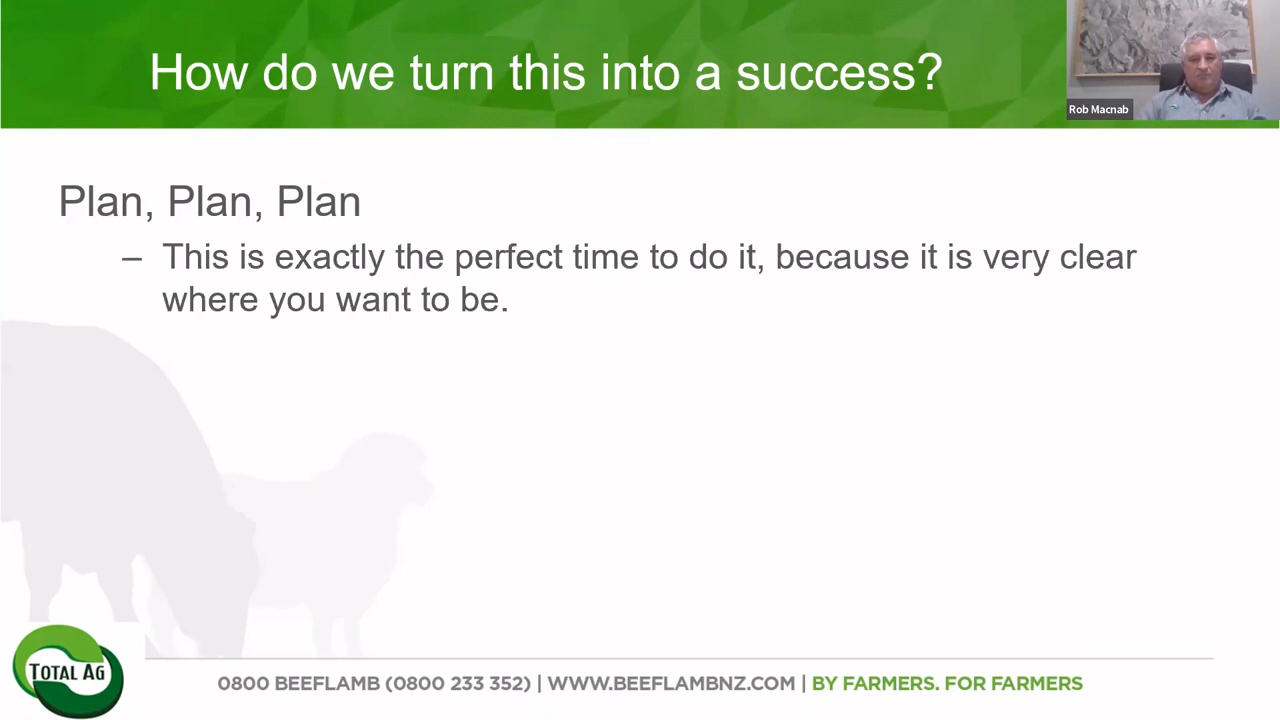 How do we turn this into a success?
Rob Macnab
Plan, Plan, Plan
– This is exactly the perfect time to do it, because it is very clear
where you want to be.
TOTAL AG
0800 BEEFLAMB (0800 233 352) | WWW.BEEFLAMBNZ.COM | BY FARMERS. FOR FARMERS